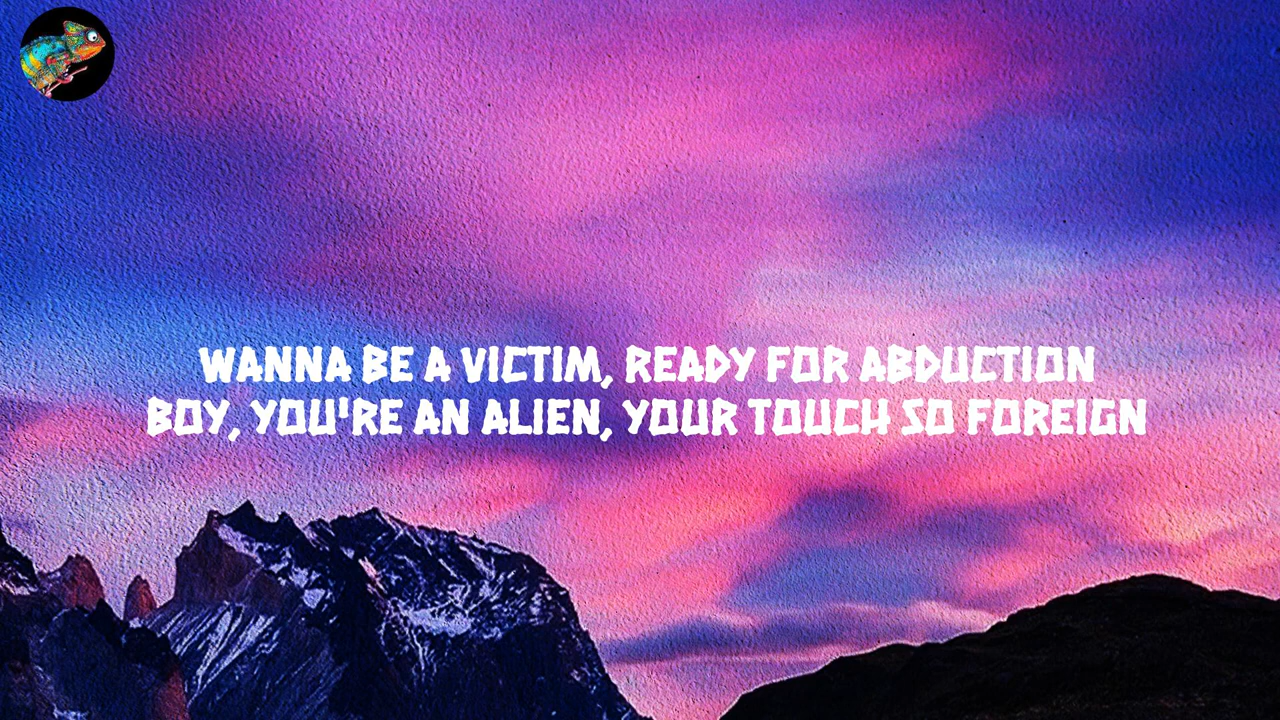 WANNA BE A VICTIM, READY FOR ABDUCTION
BOY, YOU'RE AN ALIEN, YOUR TOUCH SO FOREIGN